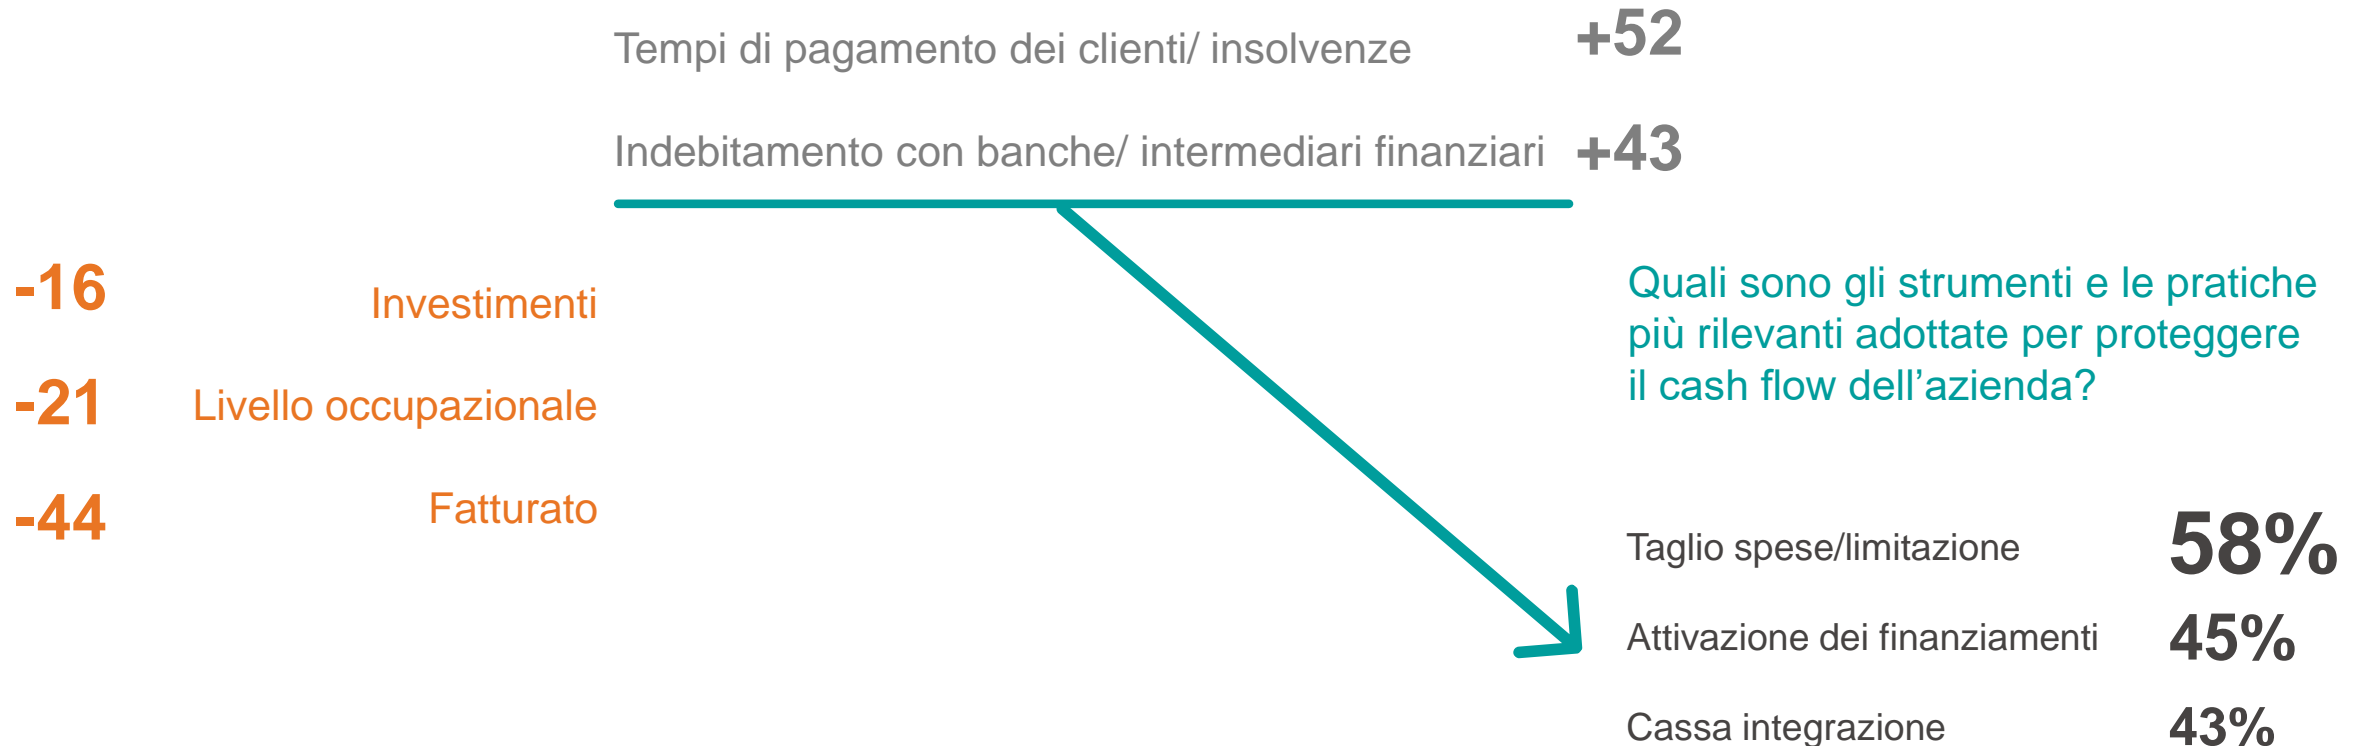 Tempi di pagamento dei clienti/ insolvenze +52
Indebitamento con banche/ intermediari finanziari +43
-16 Investimenti
-21 Livello occupazionale
-44 Fatturato
Quali sono gli strumenti e le pratiche
più rilevanti adottate per proteggere
il cash flow dell’azienda?
Taglio spese/limitazione 58%
Attivazione dei finanziamenti 45%
Cassa integrazione 43%